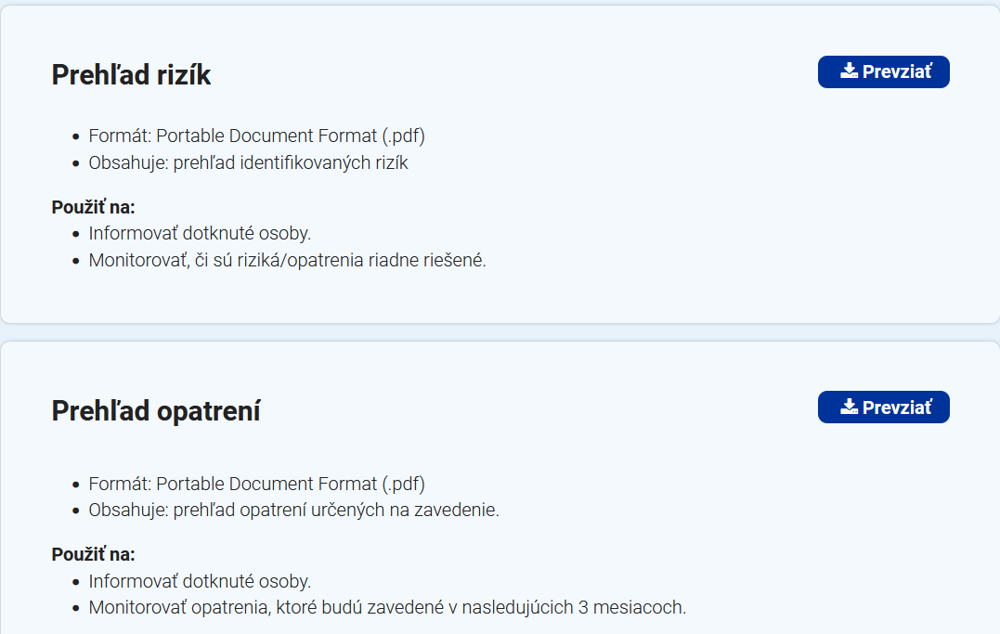 Prehľad rizík
Prevziať
Formát: Portable Document Format (.pdf)
Obsahuje: prehľad identifikovaných rizík
Použiť na:
Informovať dotknuté osoby.
Monitorovať, či sú riziká/opatrenia riadne riešené.
Prehľad opatrení
Prevziať
Formát: Portable Document Format (.pdf)
Obsahuje: prehľad opatrení určených na zavedenie.
Použiť na:
Informovať dotknuté osoby.
Monitorovať opatrenia, ktoré budú zavedené v nasledujúcich 3 mesiacoch.